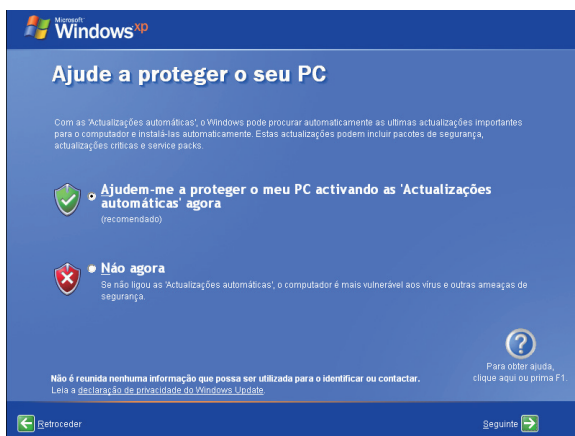 Microsoft
Windows xp
Ajude a proteger o seu PC
Com as 'Actualizações automáticas', o Windows pode procurar automaticamente as ultimas actualizações importantes
para o computador e instalá-las automaticamente. Estas actualizações podem incluir pacotes de segurança,
actualizações criticas e service packs.
Ajudem-me a proteger o meu PC activando as 'Actualizações
automáticas' agora
(recomendado)
Não agora
Se não ligou as 'Actualizações automáticas', o computador é mais vulnerável aos vírus e outras ameaças de
segurança.
Para obter ajuda,
clique aqui ou prima F1.
Não é reunida nenhuma informação que possa ser utilizada para o identificar ou contactar.
Leia a declaração de privacidade do Windows Update.
Retroceder
Seguinte